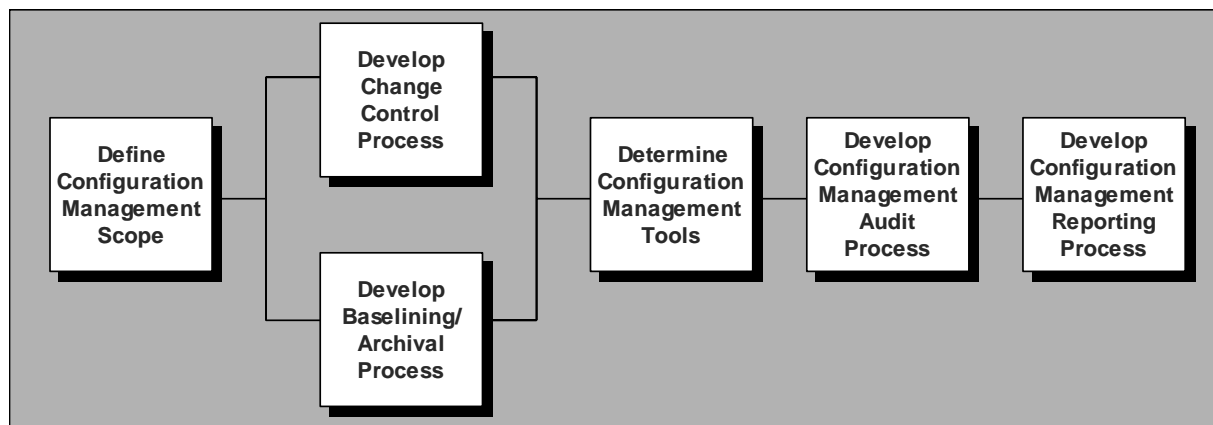 Define
Configuration
Management
Scope
Develop
Change
Control
Process
Develop
Baselining/
Archival
Process
Determine
Configuration
Management
Tools
Develop
Configuration
Management
Audit
Process
Develop
Configuration
Management
Reporting
Process